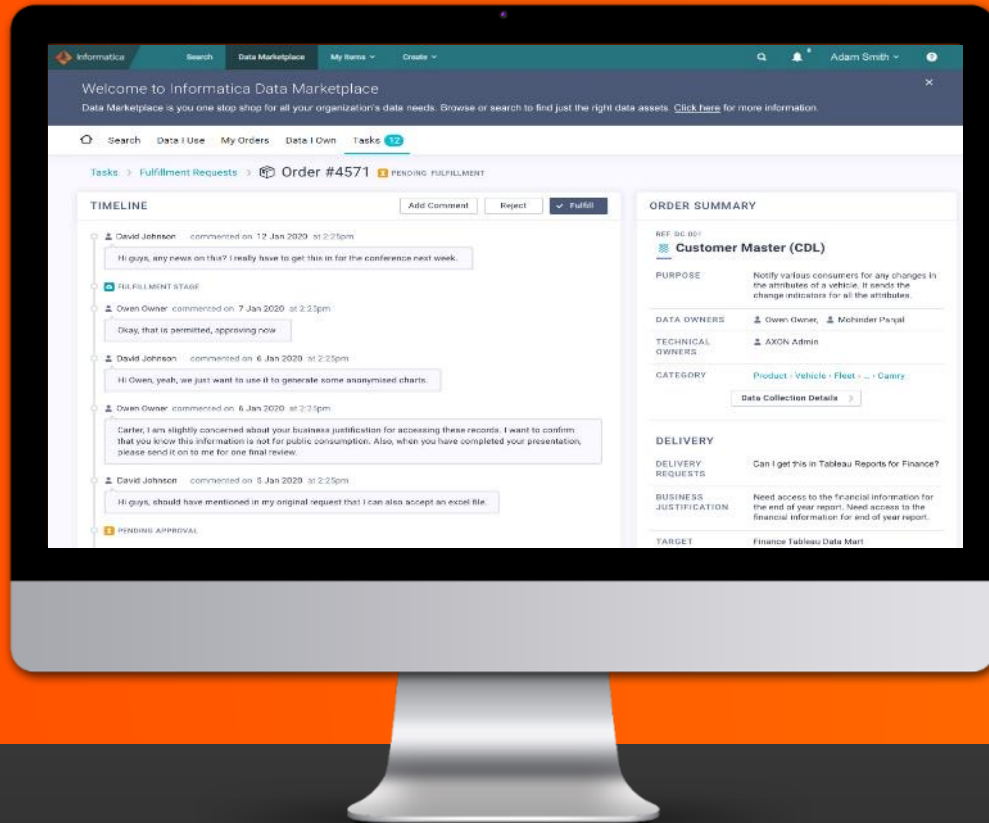 Informatica Search Data Marketplace My Items Create Adam Smith
Welcome to Informatica Data Marketplace
Data Marketplace is you one stop shop for all your organization's data needs. Browse or search to find just the right data assets. Click here for more information.
Search Data I Use My Orders Data I Own Tasks 12
Tasks > Fulfillment Requests > Order #4571 PENDING FULFILLMENT
TIMELINE Add Comment Reject Fulfill
David Johnson commented on 12 Jan 2020 at 2:25pm
Hi guys, any news on this? I really have to get this in for the conference next week.
FULFILLMENT STAGE
Owen Owner commented on 7 Jan 2020 at 2:25pm
Okay, that is permitted, approving now
David Johnson commented on 6 Jan 2020 at 2:25pm
Hi Owen, yeah, we just want to use it to generate some anonymised charts.
Owen Owner commented on 6 Jan 2020 at 2:25pm
Carter, I am slightly concerned about your business justification for accessing these records. I want to confirm
that you know this information is not for public consumption. Also, when you have completed your presentation,
please send it on to me for one final review.
David Johnson commented on 5 Jan 2020 at 2:25pm
Hi guys, should have mentioned in my original request that I can also accept an excel file.
PENDING APPROVAL
ORDER SUMMARY
Customer Master (CDL)
PURPOSE Notify various consumers for any changes in
the attributes of a vehicle. It sends the
change indicators for all the attributes.
DATA OWNERS Owen Owner, Mohinder Panjal
TECHNICAL AXON Admin
OWNERS
CATEGORY Product › Vehicle › Fleet › ... › Camry
Data Collection Details >
DELIVERY
DELIVERY Can I get this in Tableau Reports for Finance?
REQUESTS
BUSINESS Need access to the financial information for
JUSTIFICATION the end of year report. Need access to the
financial information for end of year report.
TARGET Finance Tableau Data Mart